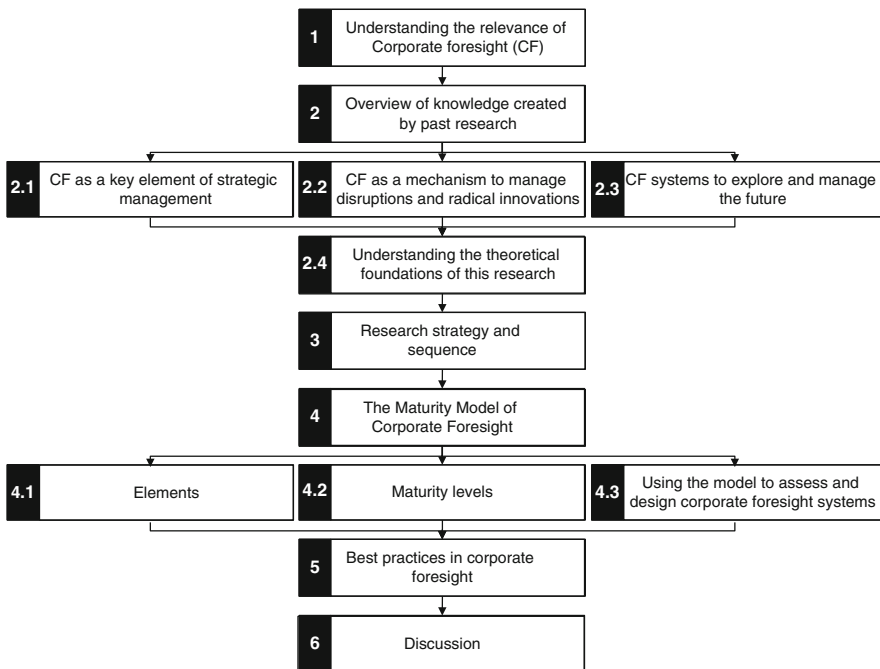 1
Understanding the relevance of
Corporate foresight (CF)
2
Overview of knowledge created
by past research
2.1
CF as a key element of strategic
management
2.2
CF as a mechanism to manage
disruptions and radical innovations
2.3
CF systems to explore and manage
the future
2.4
Understanding the theoretical
foundations of this research
3
Research strategy and
sequence
4
The Maturity Model of
Corporate Foresight
4.1
Elements
4.2
Maturity levels
4.3
Using the model to assess and
design corporate foresight systems
5
Best practices in corporate
foresight
6
Discussion